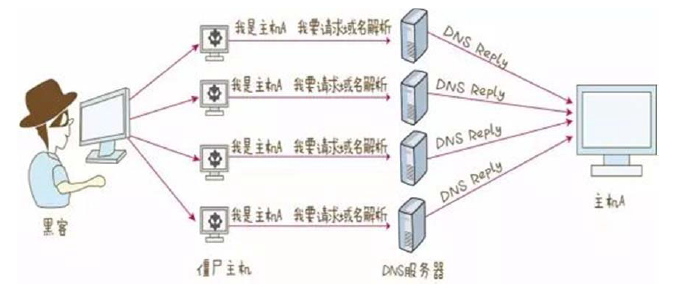 我是主机A 我要请求域名解析
DNS Reply
我是主机A 我要请求域名解析
DNS Reply
我是主机A 我要请求域名解析
DNS Reply
我是主机A 我要请求域名解析
DNS Reply
黑客
僵尸主机
DNS服务器
主机A